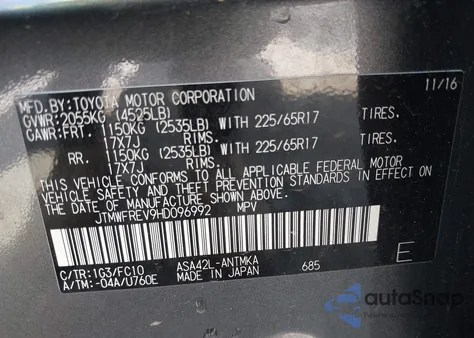 MFD. BY: TOYOTA MOTOR CORPORATION 11/16
GVWR: 2055KG (4525LB)
GAWR: FRT. 1150KG (2535LB) WITH 225/65R17 TIRES.
17X7J RIMS.
RR. 1150KG (2535LB) WITH 225/65R17 TIRES.
17X7J RIMS.
THIS VEHICLE CONFORMS TO ALL APPLICABLE FEDERAL MOTOR
VEHICLE SAFETY AND THEFT PREVENTION STANDARDS IN EFFECT ON
THE DATE OF MANUFACTURE SHOWN ABOVE.
JTMWFREV9HD096992 MPV
E
C/TR: 1G3/FC10 ASA42L-ANTMKA 685
A/TM: -04A/U760E MADE IN JAPAN
autoSnap